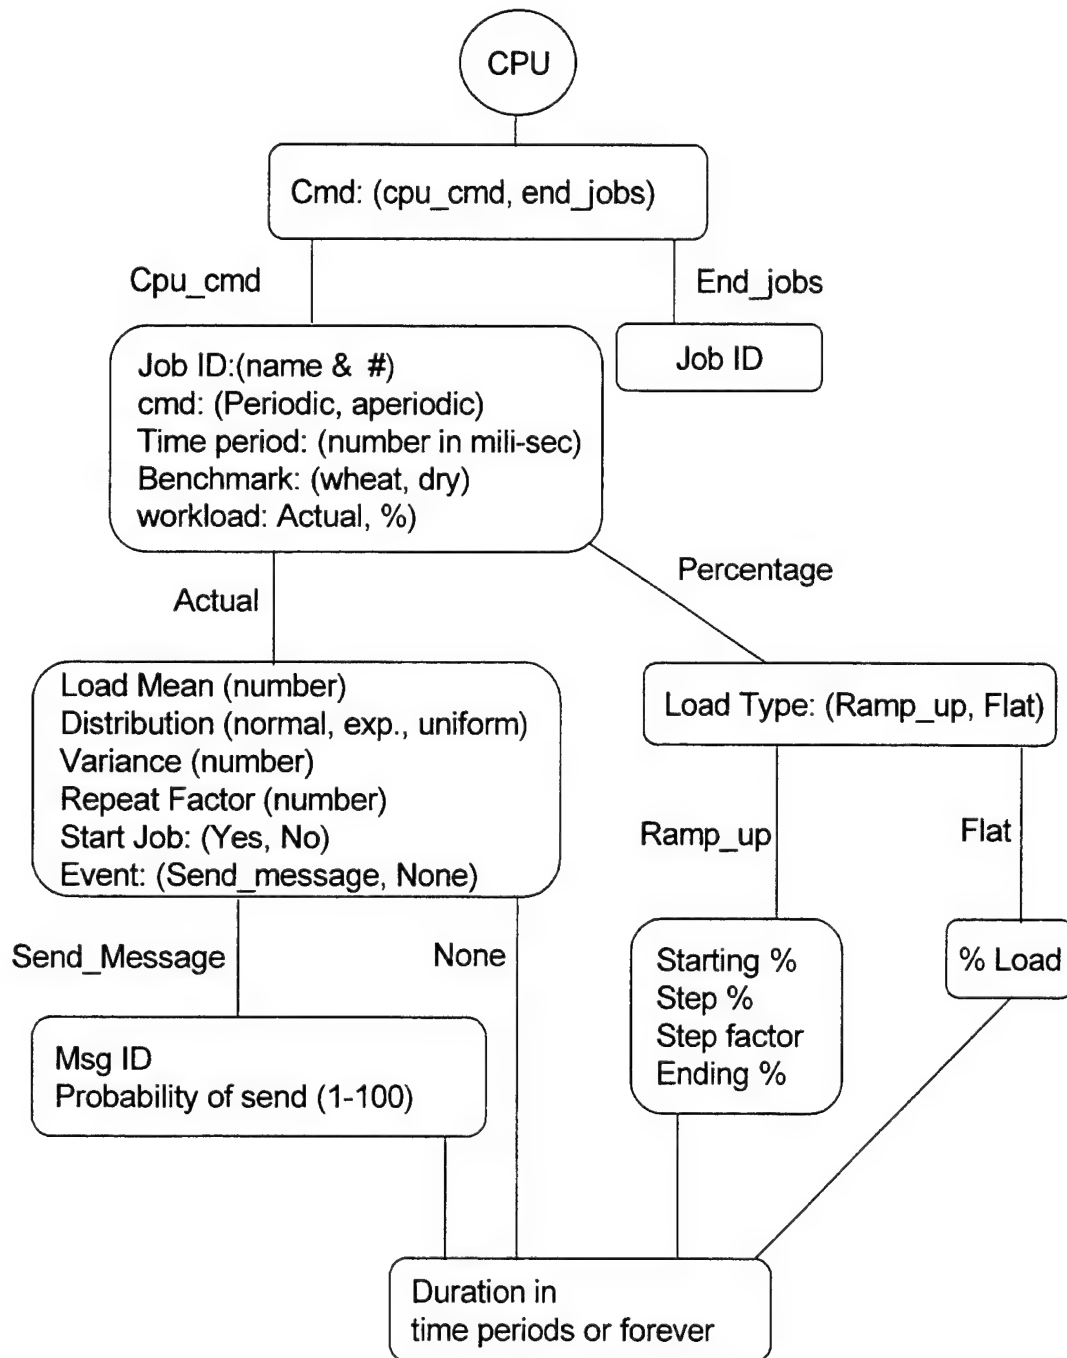 CPU
Cmd: (cpu_cmd, end_jobs)
Cpu_cmd
End_jobs
Job ID:(name & #)
cmd: (Periodic, aperiodic)
Time period: (number in mili-sec)
Benchmark: (wheat, dry)
workload: Actual, %)
Job ID
Actual
Percentage
Load Mean (number)
Distribution (normal, exp., uniform)
Variance (number)
Repeat Factor (number)
Start Job: (Yes, No)
Event: (Send_message, None)
Load Type: (Ramp_up, Flat)
Ramp_up
Flat
Send_Message
None
Starting %
Step %
Step factor
Ending %
% Load
Msg ID
Probability of send (1-100)
Duration in
time periods or forever